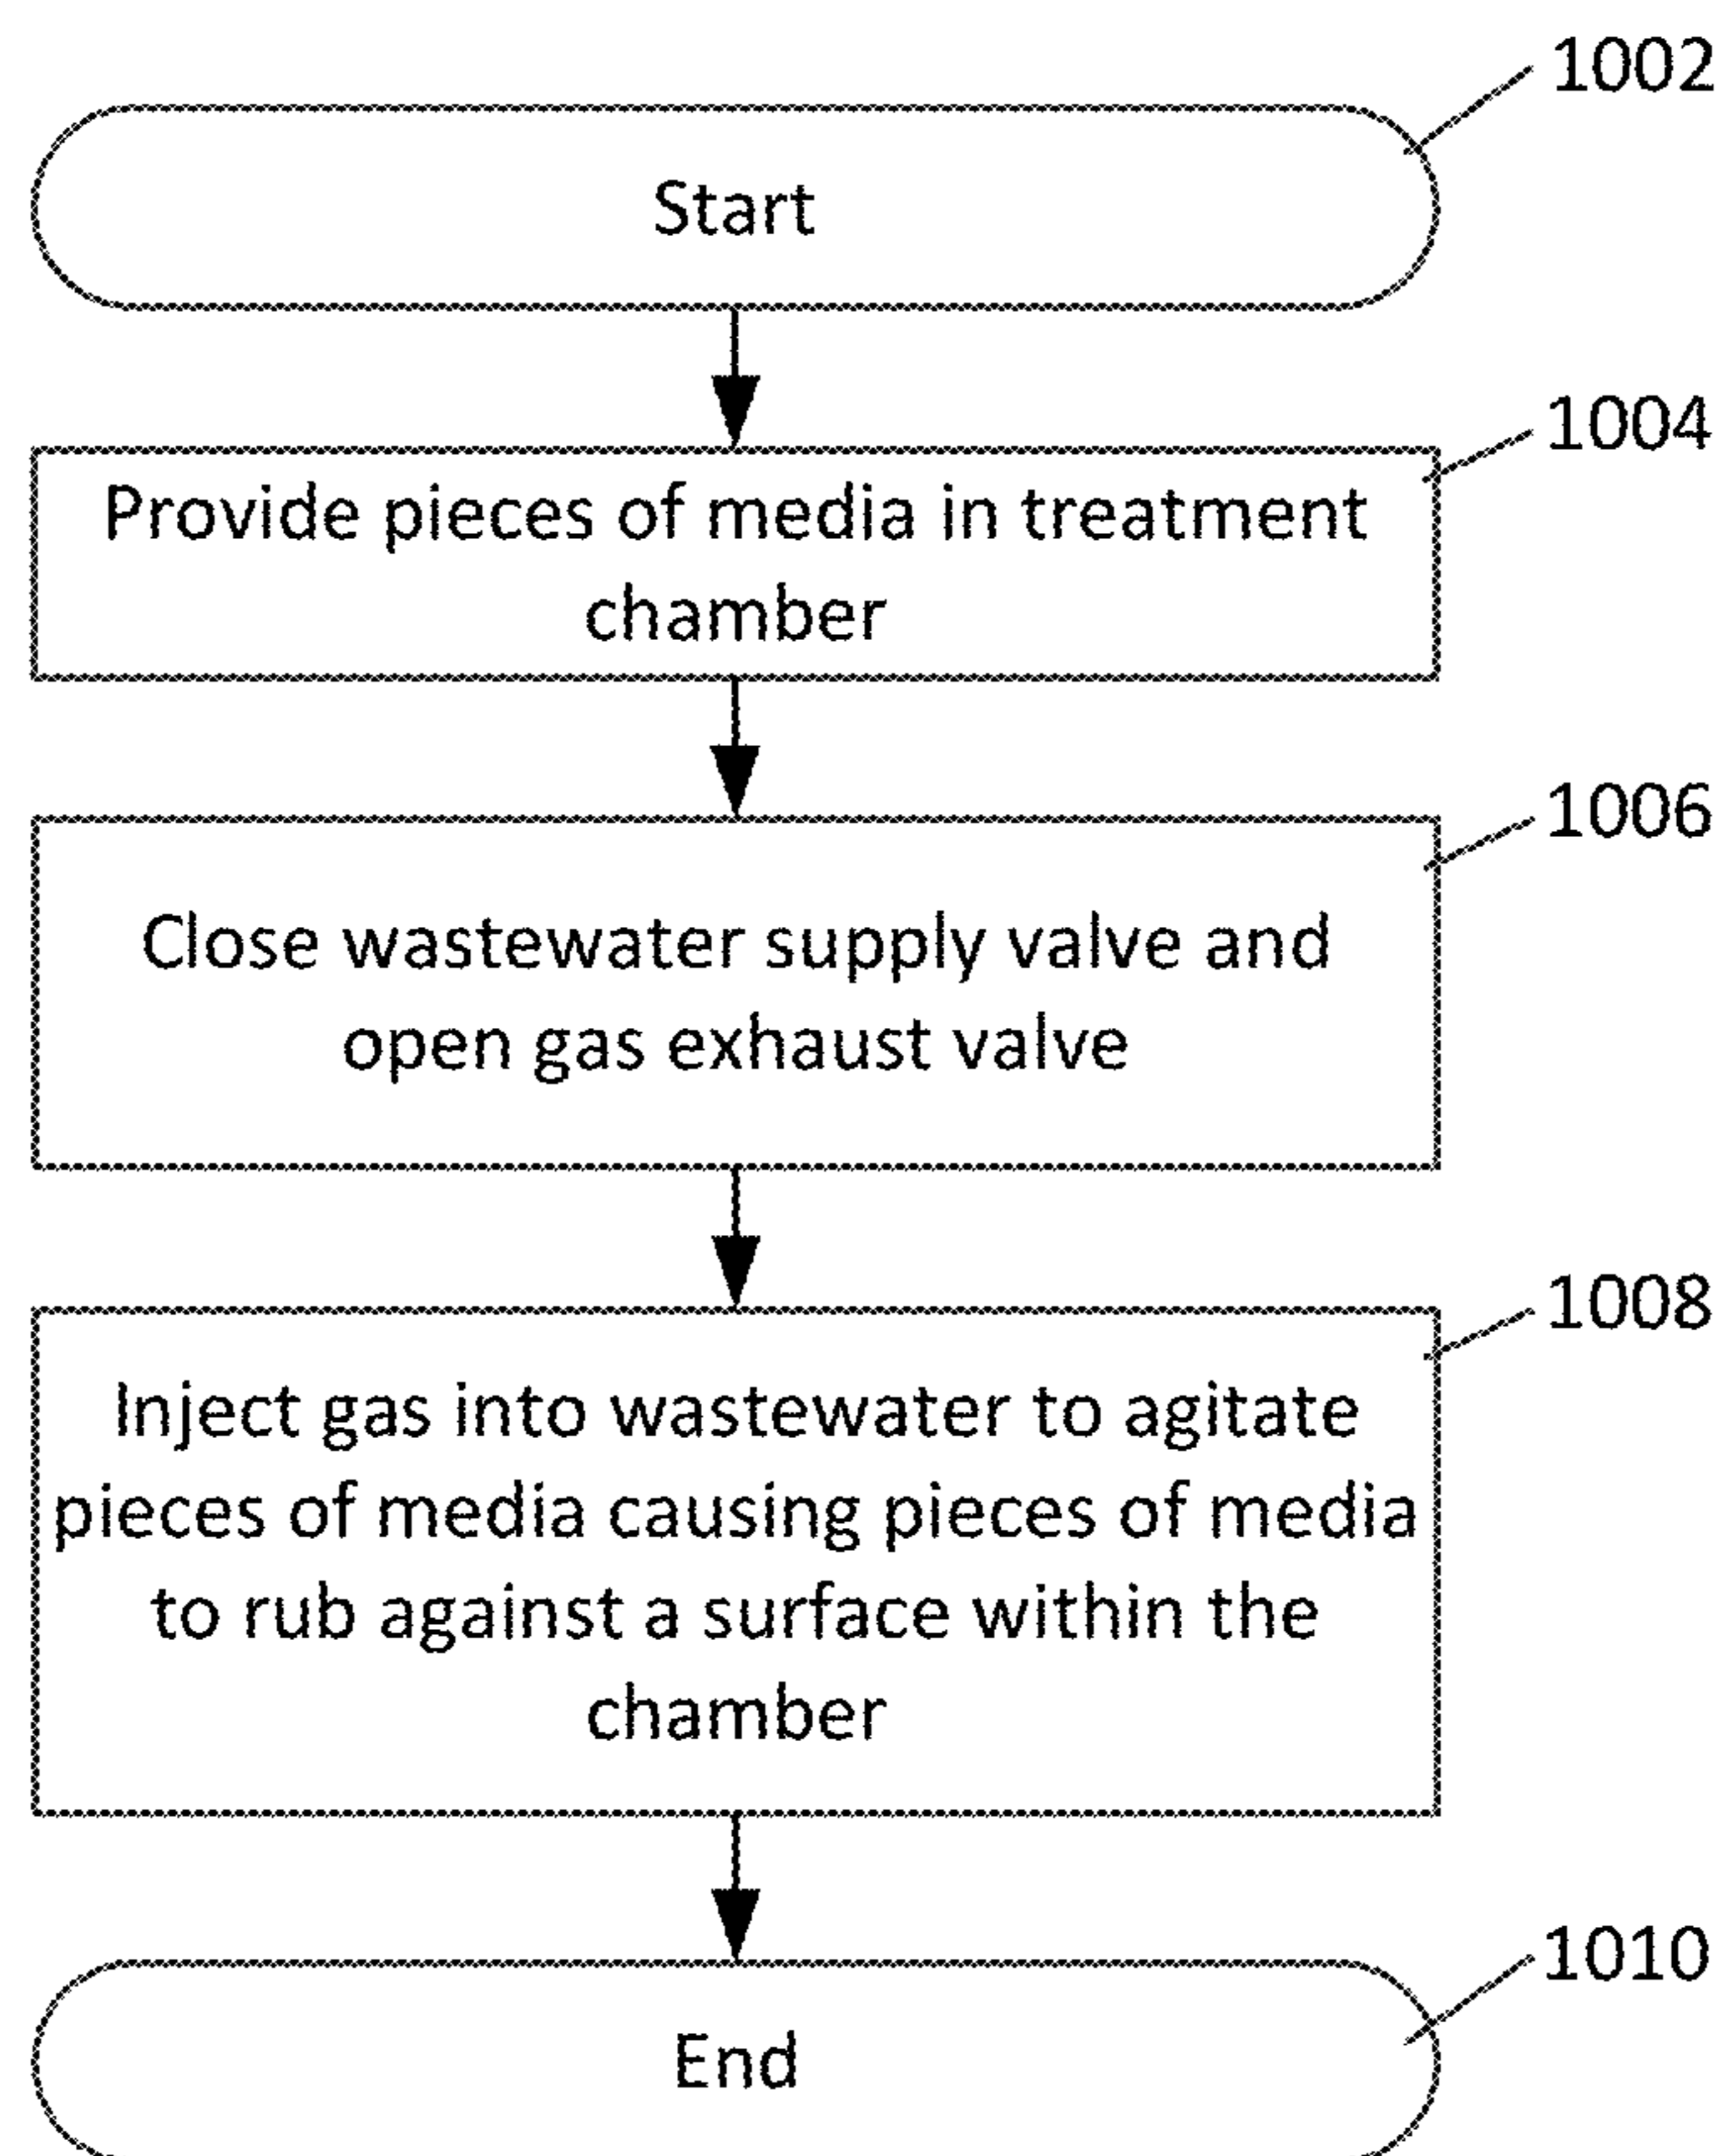 1002
Start
1004
Provide pieces of media in treatment
chamber
1006
Close wastewater supply valve and
open gas exhaust valve
1008
Inject gas into wastewater to agitate
pieces of media causing pieces of media
to rub against a surface within the
chamber
1010
End